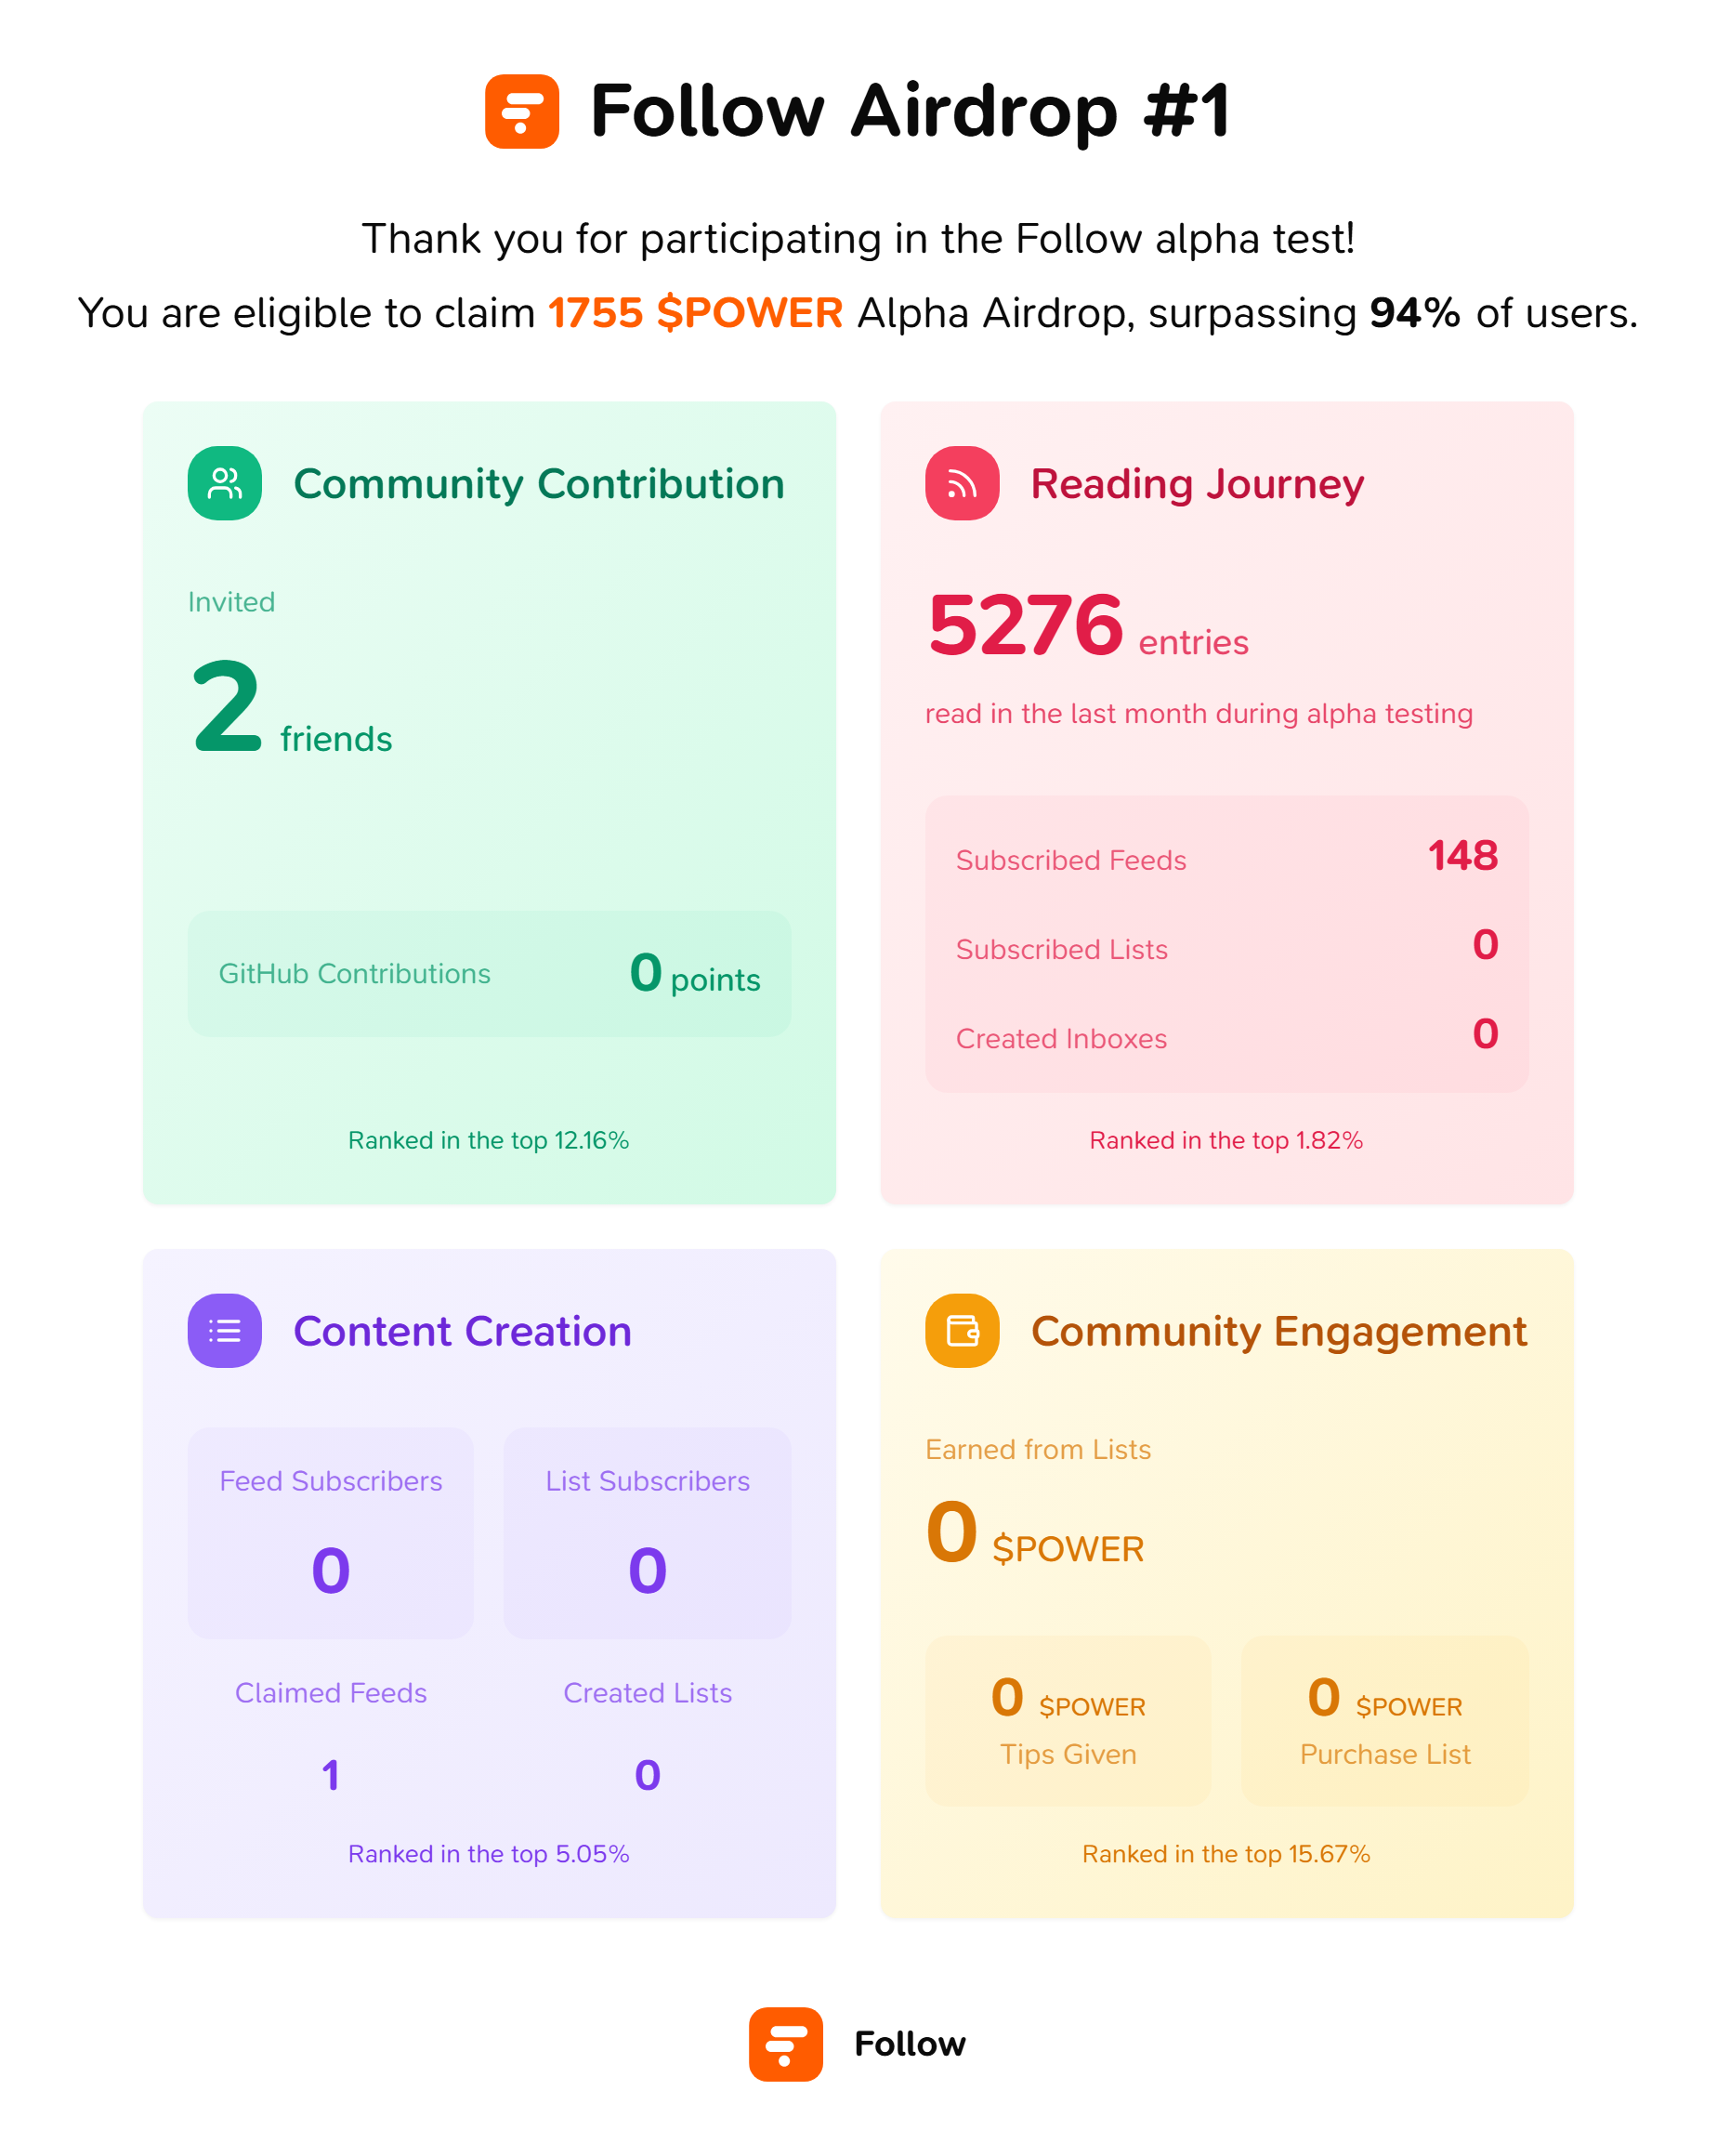 Follow Airdrop #1
Thank you for participating in the Follow alpha test!
You are eligible to claim 1755 $POWER Alpha Airdrop, surpassing 94% of users.
Community Contribution
Invited
2 friends
GitHub Contributions 0 points
Ranked in the top 12.16%
Reading Journey
5276 entries
read in the last month during alpha testing
Subscribed Feeds 148
Subscribed Lists 0
Created Inboxes 0
Ranked in the top 1.82%
Content Creation
Feed Subscribers
0
List Subscribers
0
Claimed Feeds
1
Created Lists
0
Ranked in the top 5.05%
Community Engagement
Earned from Lists
0 $POWER
0 $POWER
Tips Given
0 $POWER
Purchase List
Ranked in the top 15.67%
Follow